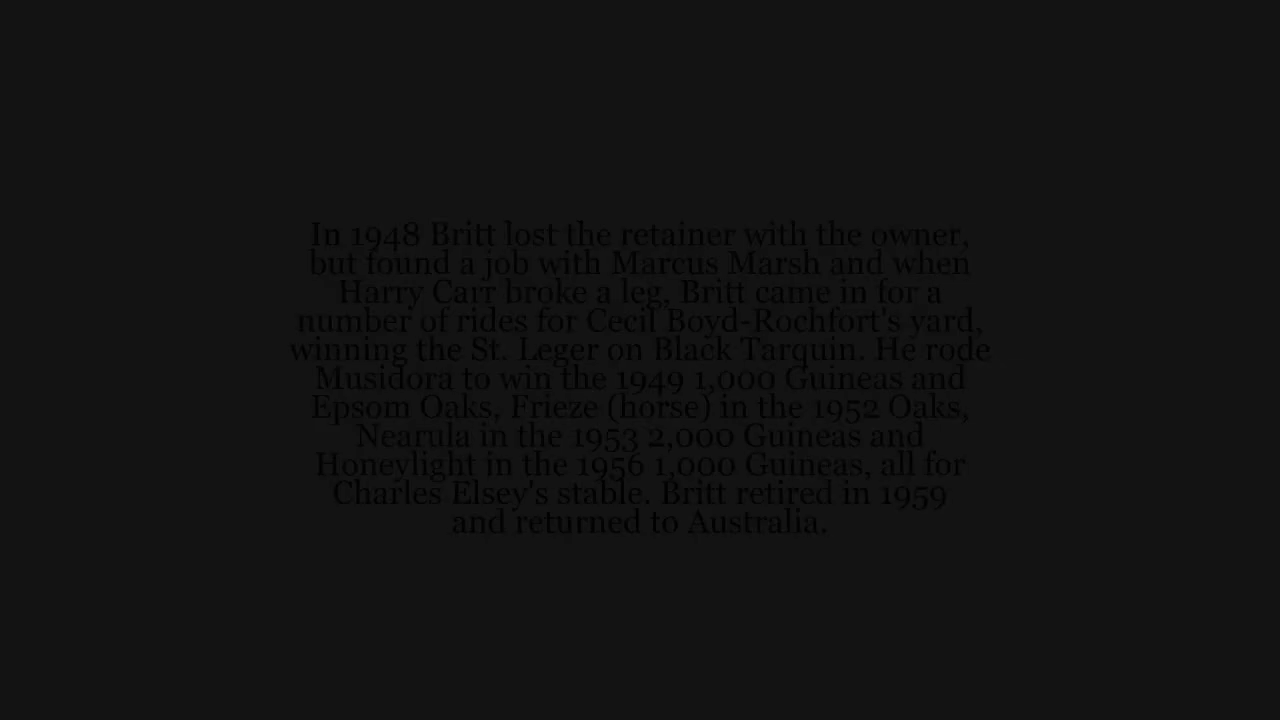 In 1948 Britt lost the retainer with the owner,
but found a job with Marcus Marsh and when
Harry Carr broke a leg, Britt came in for a
number of rides for Cecil Boyd-Rochfort's yard,
winning the St. Leger on Black Tarquin. He rode
Musidora to win the 1949 1,000 Guineas and
Epsom Oaks, Frieze (horse) in the 1952 Oaks,
Nearula in the 1953 2,000 Guineas and
Honeylight in the 1956 1,000 Guineas, all for
Charles Elsey's stable. Britt retired in 1959
and returned to Australia.